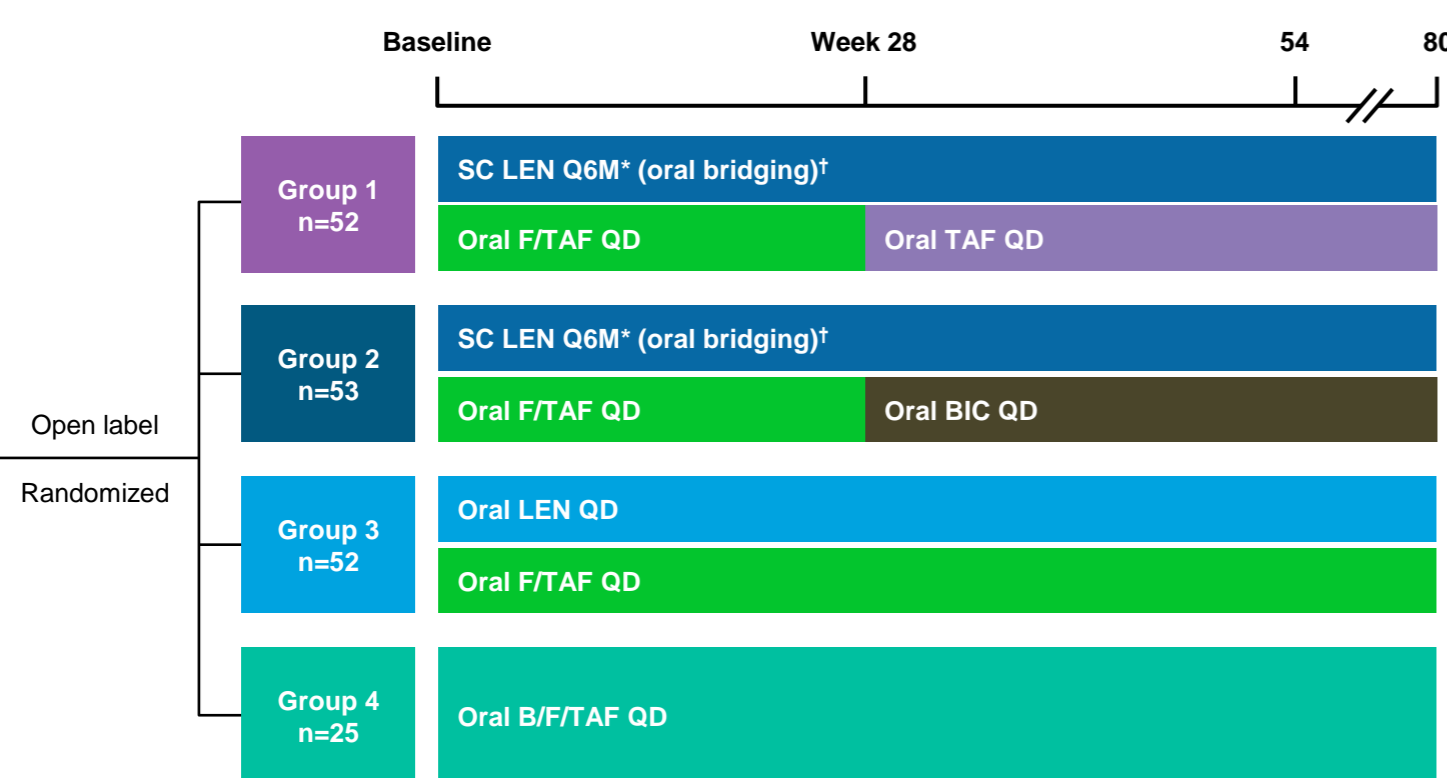 Baseline Week 28 54 80
Group 1
n=52
SC LEN Q6M* (oral bridging)†
Oral F/TAF QD Oral TAF QD
Group 2
n=53
SC LEN Q6M* (oral bridging)†
Oral F/TAF QD Oral BIC QD
Open label
Randomized
Group 3
n=52
Oral LEN QD
Oral F/TAF QD
Group 4
n=25
Oral B/F/TAF QD